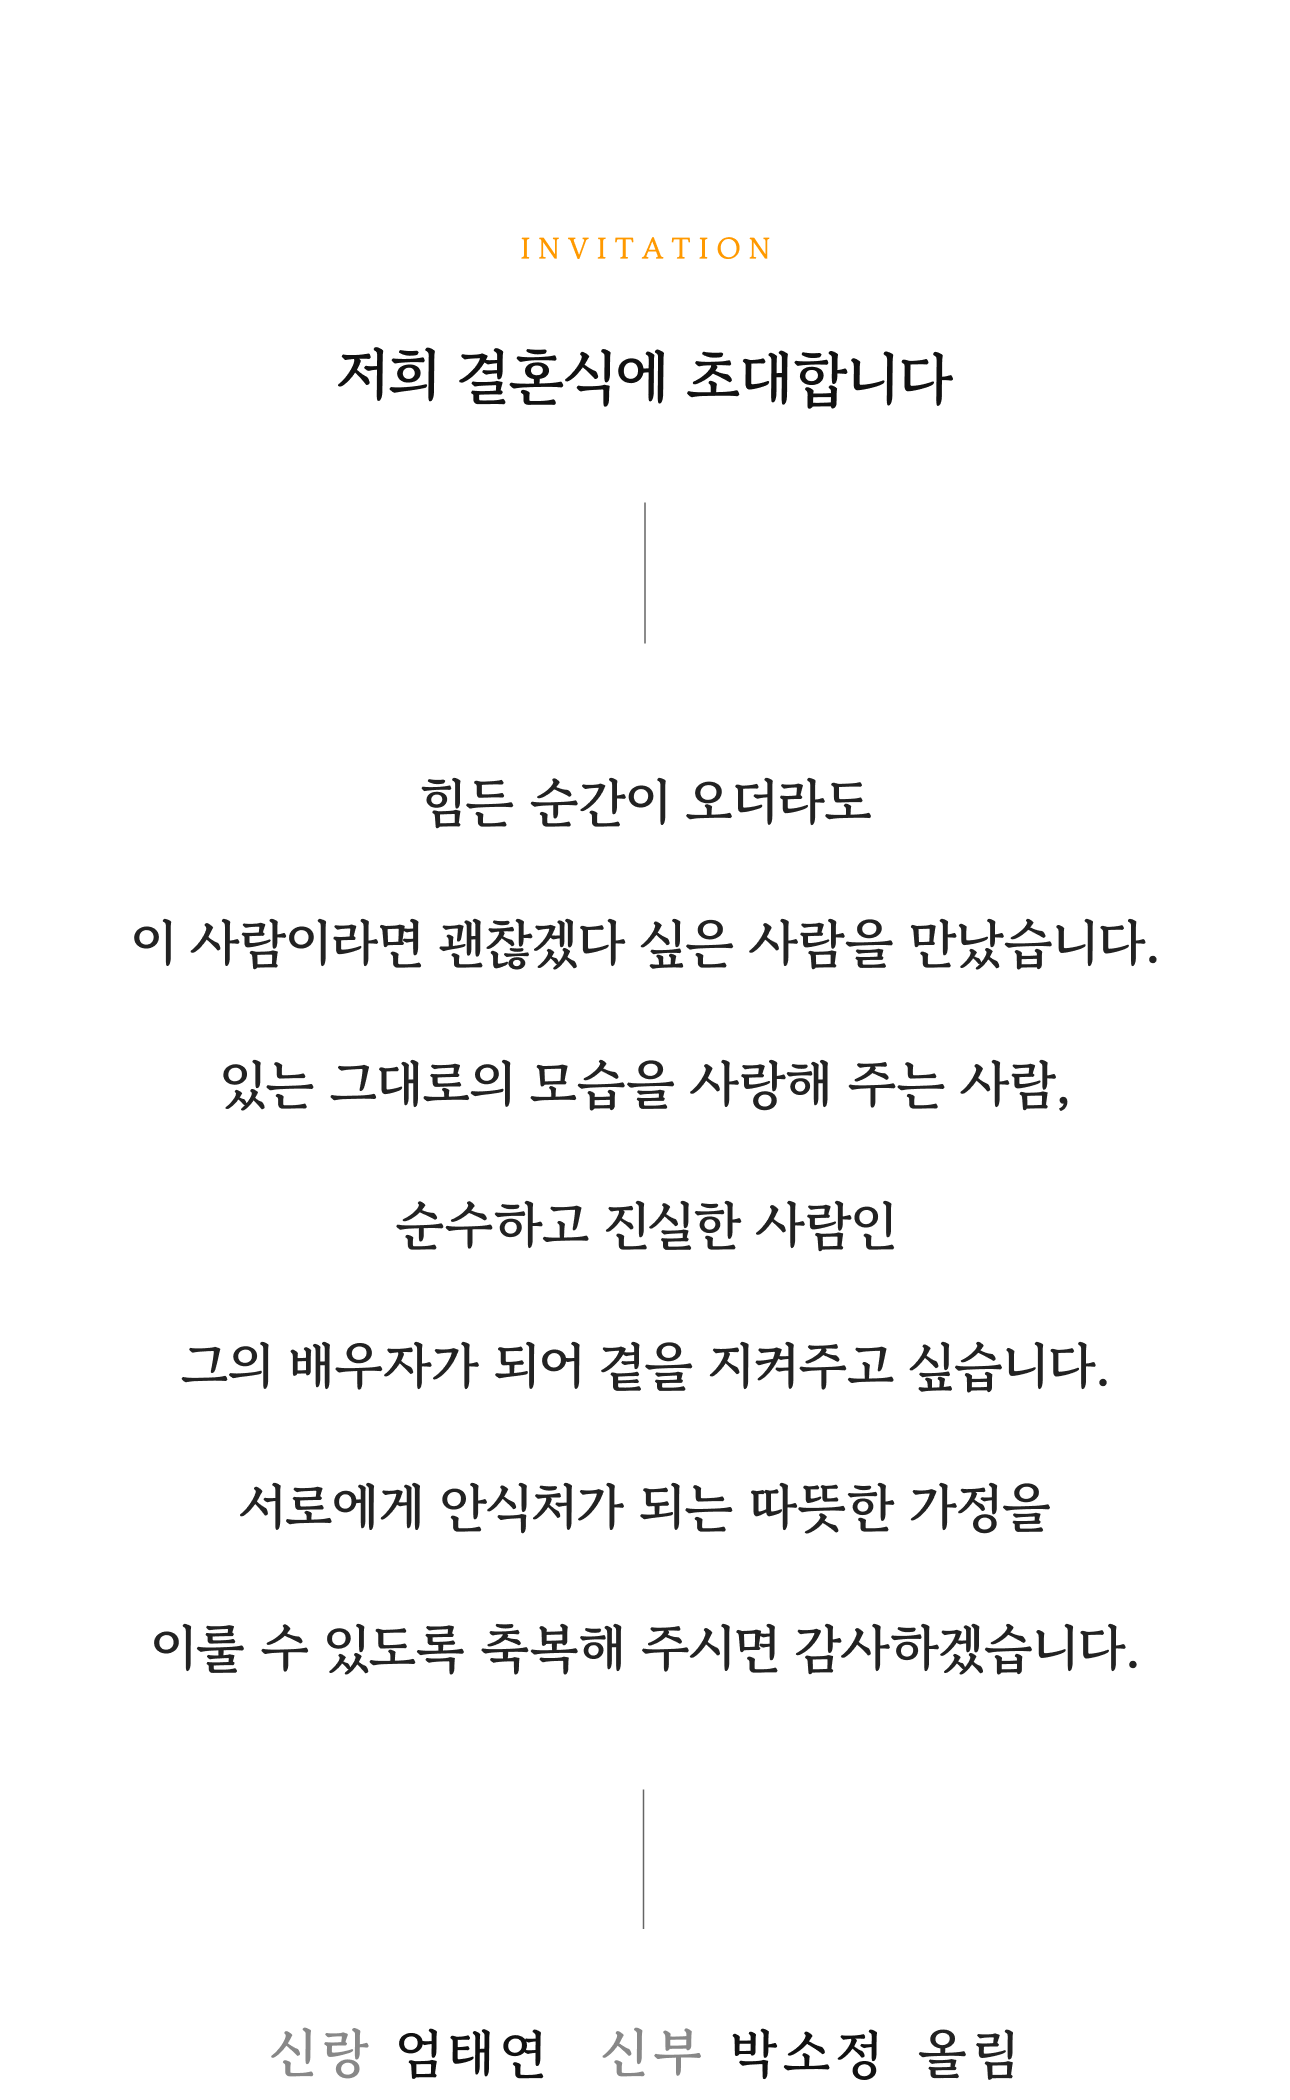 INVITATION
저희 결혼식에 초대합니다
힘든 순간이 오더라도
이 사람이라면 괜찮겠다 싶은 사람을 만났습니다.
있는 그대로의 모습을 사랑해 주는 사람,
순수하고 진실한 사람인
그의 배우자가 되어 곁을 지켜주고 싶습니다.
서로에게 안식처가 되는 따뜻한 가정을
이룰 수 있도록 축복해 주시면 감사하겠습니다.
신랑 엄태연 신부 박소정 올림